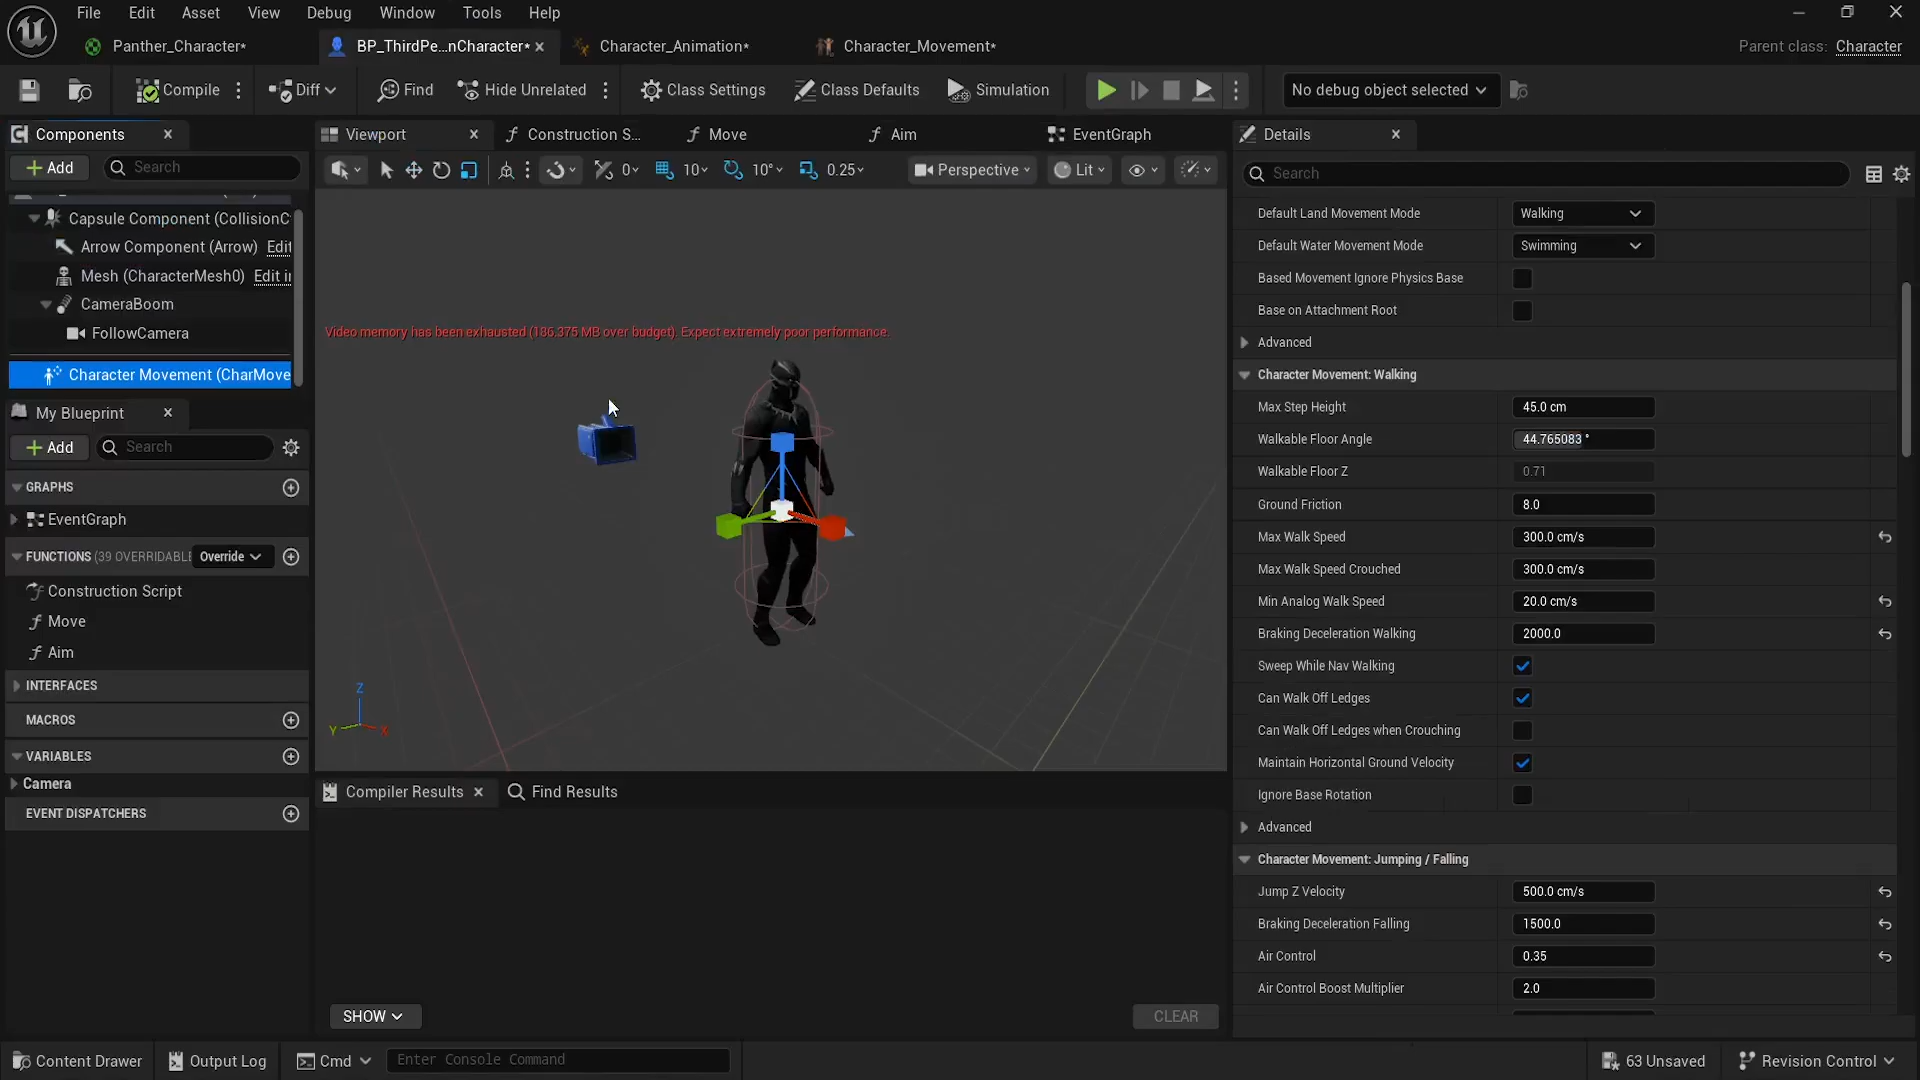 File Edit Asset View Debug Window Tools Help
Panther_Character*
BP_ThirdPe...nCharacter*
Character_Animation*
Character_Movement*
Parent class: Character
Compile
Diff
Find
Hide Unrelated
Class Settings
Class Defaults
Simulation
No debug object selected
Components
Add
Search
Capsule Component (CollisionC
Arrow Component (Arrow) Edit
Mesh (CharacterMesh0) Edit i
CameraBoom
FollowCamera
Character Movement (CharMove
My Blueprint
Add
Search
GRAPHS
EventGraph
FUNCTIONS (39 OVERRIDABLE Override
Construction Script
Move
Aim
INTERFACES
MACROS
VARIABLES
Camera
EVENT DISPATCHERS
Viewport
Construction S...
Move
Aim
EventGraph
0
10
10°
0.25
Perspective
Lit
Video memory has been exhausted (186.375 MB over budget). Expect extremely poor performance.
Z
Y
X
Compiler Results
Find Results
SHOW
CLEAR
Details
Search
Default Land Movement Mode Walking
Default Water Movement Mode Swimming
Based Movement Ignore Physics Base
Base on Attachment Root
Advanced
Character Movement: Walking
Max Step Height 45.0 cm
Walkable Floor Angle 44.765083 °
Walkable Floor Z 0.71
Ground Friction 8.0
Max Walk Speed 300.0 cm/s
Max Walk Speed Crouched 300.0 cm/s
Min Analog Walk Speed 20.0 cm/s
Braking Deceleration Walking 2000.0
Sweep While Nav Walking
Can Walk Off Ledges
Can Walk Off Ledges when Crouching
Maintain Horizontal Ground Velocity
Ignore Base Rotation
Advanced
Character Movement: Jumping / Falling
Jump Z Velocity 500.0 cm/s
Braking Deceleration Falling 1500.0
Air Control 0.35
Air Control Boost Multiplier 2.0
Content Drawer
Output Log
Cmd
Enter Console Command
63 Unsaved
Revision Control